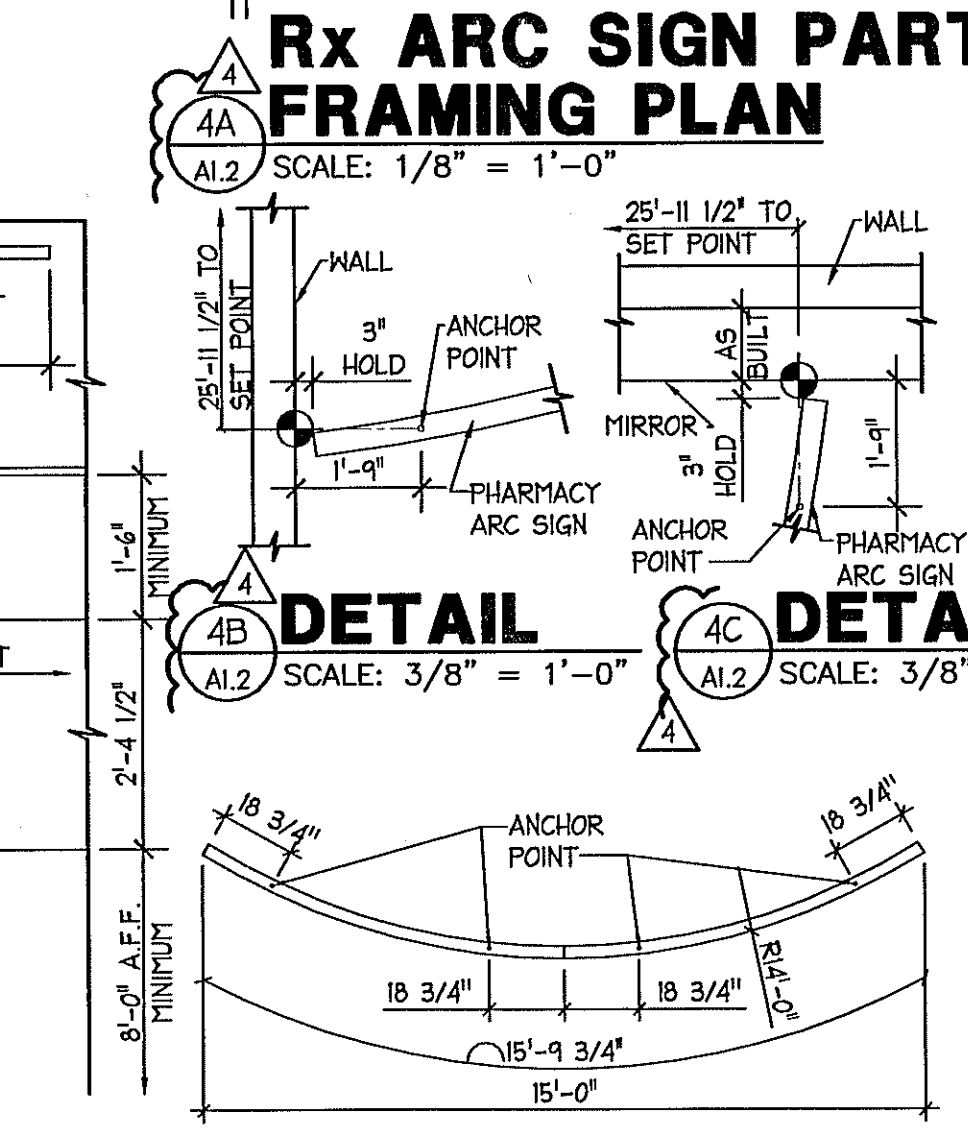 Rx ARC SIGN PART
FRAMING PLAN
4
4A
A1.2
SCALE: 1/8" = 1'-0"
25'-11 1/2" TO
SET POINT
WALL
3"
HOLD
ANCHOR
POINT
1'-9"
PHARMACY
ARC SIGN
25'-11 1/2" TO
SET POINT
WALL
AS
BUILT
MIRROR
3"
HOLD
1'-9"
ANCHOR
POINT
PHARMACY
ARC SIGN
4
4B
A1.2
DETAIL
SCALE: 3/8" = 1'-0"
4C
A1.2
DETA
SCALE: 3/8"
4
1'-6"
MINIMUM
T
2'-4 1/2"
8'-0" A.F.F.
MINIMUM
18 3/4"
ANCHOR
POINT
18 3/4"
18 3/4"
18 3/4"
R14'-0"
15'-9 3/4"
15'-0"